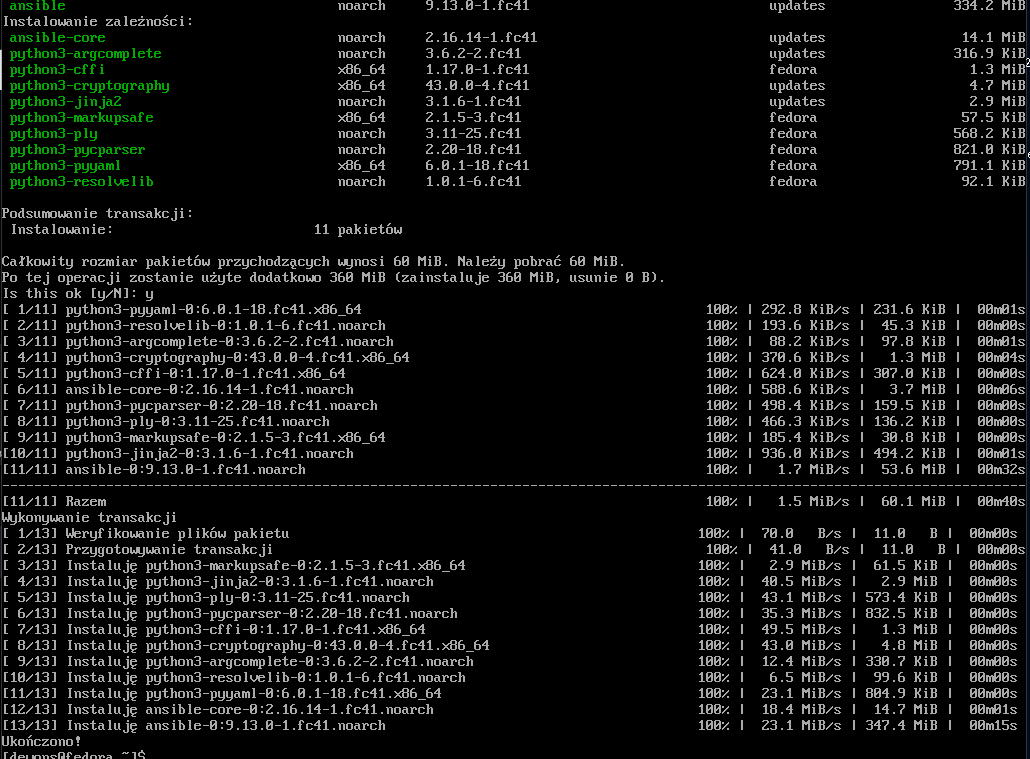 ansible noarch 9.13.0-1.fc41 updates 334.2 MiB
Instalowanie zależności:
ansible-core noarch 2.16.14-1.fc41 updates 14.1 MiB
python3-argcomplete noarch 3.6.2-2.fc41 updates 316.9 KiB
python3-cffi x86_64 1.17.0-1.fc41 fedora 1.3 MiB
python3-cryptography x86_64 43.0.0-4.fc41 updates 4.7 MiB
python3-jinja2 noarch 3.1.6-1.fc41 updates 2.9 MiB
python3-markupsafe x86_64 2.1.5-3.fc41 fedora 57.5 KiB
python3-ply noarch 3.11-25.fc41 fedora 568.2 KiB
python3-pycparser noarch 2.20-18.fc41 fedora 821.0 KiB
python3-pyyaml x86_64 6.0.1-18.fc41 fedora 791.1 KiB
python3-resolvelib noarch 1.0.1-6.fc41 fedora 92.1 KiB
Podsumowanie transakcji:
Instalowanie: 11 pakietów
Całkowity rozmiar pakietów przychodzących wynosi 60 MiB. Należy pobrać 60 MiB.
Po tej operacji zostanie użyte dodatkowo 360 MiB (zainstaluje 360 MiB, usunie 0 B).
Is this ok [y/N]: y
[ 1/11] python3-pyyaml-0:6.0.1-18.fc41.x86_64 100% | 292.8 KiB/s | 231.6 KiB | 00m01s
[ 2/11] python3-resolvelib-0:1.0.1-6.fc41.noarch 100% | 193.6 KiB/s | 45.3 KiB | 00m00s
[ 3/11] python3-argcomplete-0:3.6.2-2.fc41.noarch 100% | 88.2 KiB/s | 97.8 KiB | 00m01s
[ 4/11] python3-cryptography-0:43.0.0-4.fc41.x86_64 100% | 370.6 KiB/s | 1.3 MiB | 00m04s
[ 5/11] python3-cffi-0:1.17.0-1.fc41.x86_64 100% | 624.0 KiB/s | 307.0 KiB | 00m00s
[ 6/11] ansible-core-0:2.16.14-1.fc41.noarch 100% | 588.6 KiB/s | 3.7 MiB | 00m06s
[ 7/11] python3-pycparser-0:2.20-18.fc41.noarch 100% | 498.4 KiB/s | 159.5 KiB | 00m00s
[ 8/11] python3-ply-0:3.11-25.fc41.noarch 100% | 466.3 KiB/s | 136.2 KiB | 00m00s
[ 9/11] python3-markupsafe-0:2.1.5-3.fc41.x86_64 100% | 185.4 KiB/s | 30.8 KiB | 00m00s
[10/11] python3-jinja2-0:3.1.6-1.fc41.noarch 100% | 936.0 KiB/s | 494.2 KiB | 00m01s
[11/11] ansible-0:9.13.0-1.fc41.noarch 100% | 1.7 MiB/s | 53.6 MiB | 00m32s
--------------------------------------------------------------------------------------------------------------------------------
[11/11] Razem 100% | 1.5 MiB/s | 60.1 MiB | 00m40s
Wykonywanie transakcji
[ 1/13] Weryfikowanie plików pakietu 100% | 70.0 B/s | 11.0 B | 00m00s
[ 2/13] Przygotowywanie transakcji 100% | 41.0 B/s | 11.0 B | 00m00s
[ 3/13] Instaluję python3-markupsafe-0:2.1.5-3.fc41.x86_64 100% | 2.9 MiB/s | 61.5 KiB | 00m00s
[ 4/13] Instaluję python3-jinja2-0:3.1.6-1.fc41.noarch 100% | 40.5 MiB/s | 2.9 MiB | 00m00s
[ 5/13] Instaluję python3-ply-0:3.11-25.fc41.noarch 100% | 43.1 MiB/s | 573.4 KiB | 00m00s
[ 6/13] Instaluję python3-pycparser-0:2.20-18.fc41.noarch 100% | 35.3 MiB/s | 832.5 KiB | 00m00s
[ 7/13] Instaluję python3-cffi-0:1.17.0-1.fc41.x86_64 100% | 49.5 MiB/s | 1.3 MiB | 00m00s
[ 8/13] Instaluję python3-cryptography-0:43.0.0-4.fc41.x86_64 100% | 43.0 MiB/s | 4.8 MiB | 00m00s
[ 9/13] Instaluję python3-argcomplete-0:3.6.2-2.fc41.noarch 100% | 12.4 MiB/s | 330.7 KiB | 00m00s
[10/13] Instaluję python3-resolvelib-0:1.0.1-6.fc41.noarch 100% | 6.5 MiB/s | 99.6 KiB | 00m00s
[11/13] Instaluję python3-pyyaml-0:6.0.1-18.fc41.x86_64 100% | 23.1 MiB/s | 804.9 KiB | 00m00s
[12/13] Instaluję ansible-core-0:2.16.14-1.fc41.noarch 100% | 18.4 MiB/s | 14.7 MiB | 00m01s
[13/13] Instaluję ansible-0:9.13.0-1.fc41.noarch 100% | 23.1 MiB/s | 347.4 MiB | 00m15s
Ukończono!